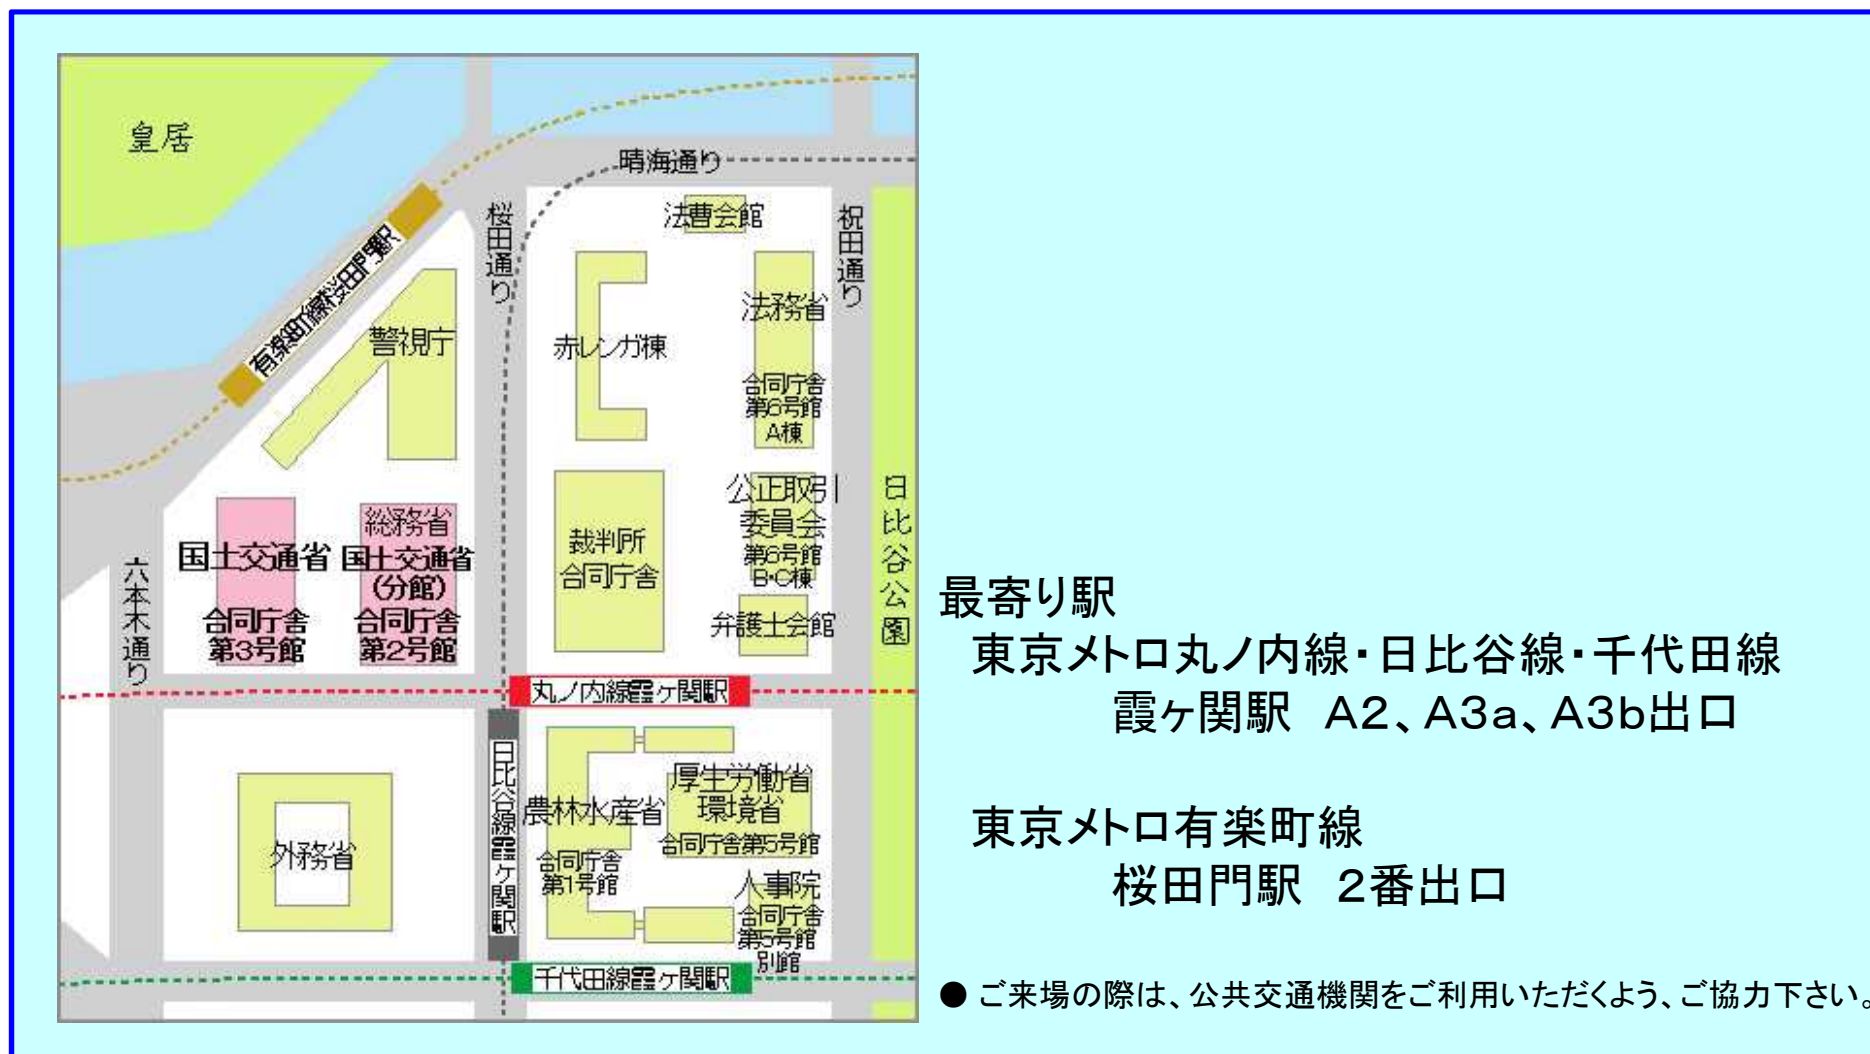 皇居
晴海通り
桜田通り
祝田通り
法曹会館
有楽町線桜田門駅
法務省
警視庁
赤レンガ棟
合同庁舎
第6号館
A棟
公正取引
委員会
第6号館
B・C棟
日比谷公園
総務省
国土交通省
国土交通省
(分館)
裁判所
合同庁舎
六本木通り
合同庁舎
第3号館
合同庁舎
第2号館
弁護士会館
丸ノ内線霞ヶ関駅
日比谷線霞ヶ関駅
農林水産省
厚生労働省
環境省
合同庁舎第5号館
外務省
合同庁舎
第1号館
人事院
合同庁舎
第5号館
別館
千代田線霞ヶ関駅
最寄り駅
東京メトロ丸ノ内線・日比谷線・千代田線
霞ヶ関駅 A2、A3a、A3b出口
東京メトロ有楽町線
桜田門駅 2番出口
● ご来場の際は、公共交通機関をご利用いただくよう、ご協力下さい。